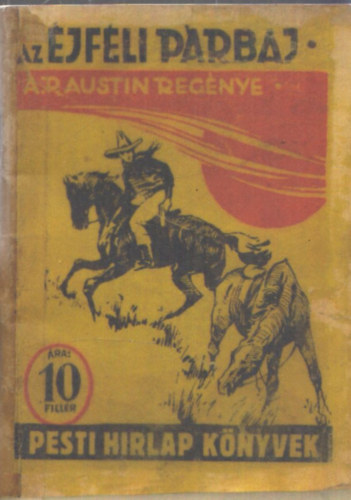 AZ ÉJFÉLI PÁRBAJ •
A.R AUSTIN REGÉNYE •
ÁRA:
10
FILLÉR
PESTI HIRLAP KÖNYVEK